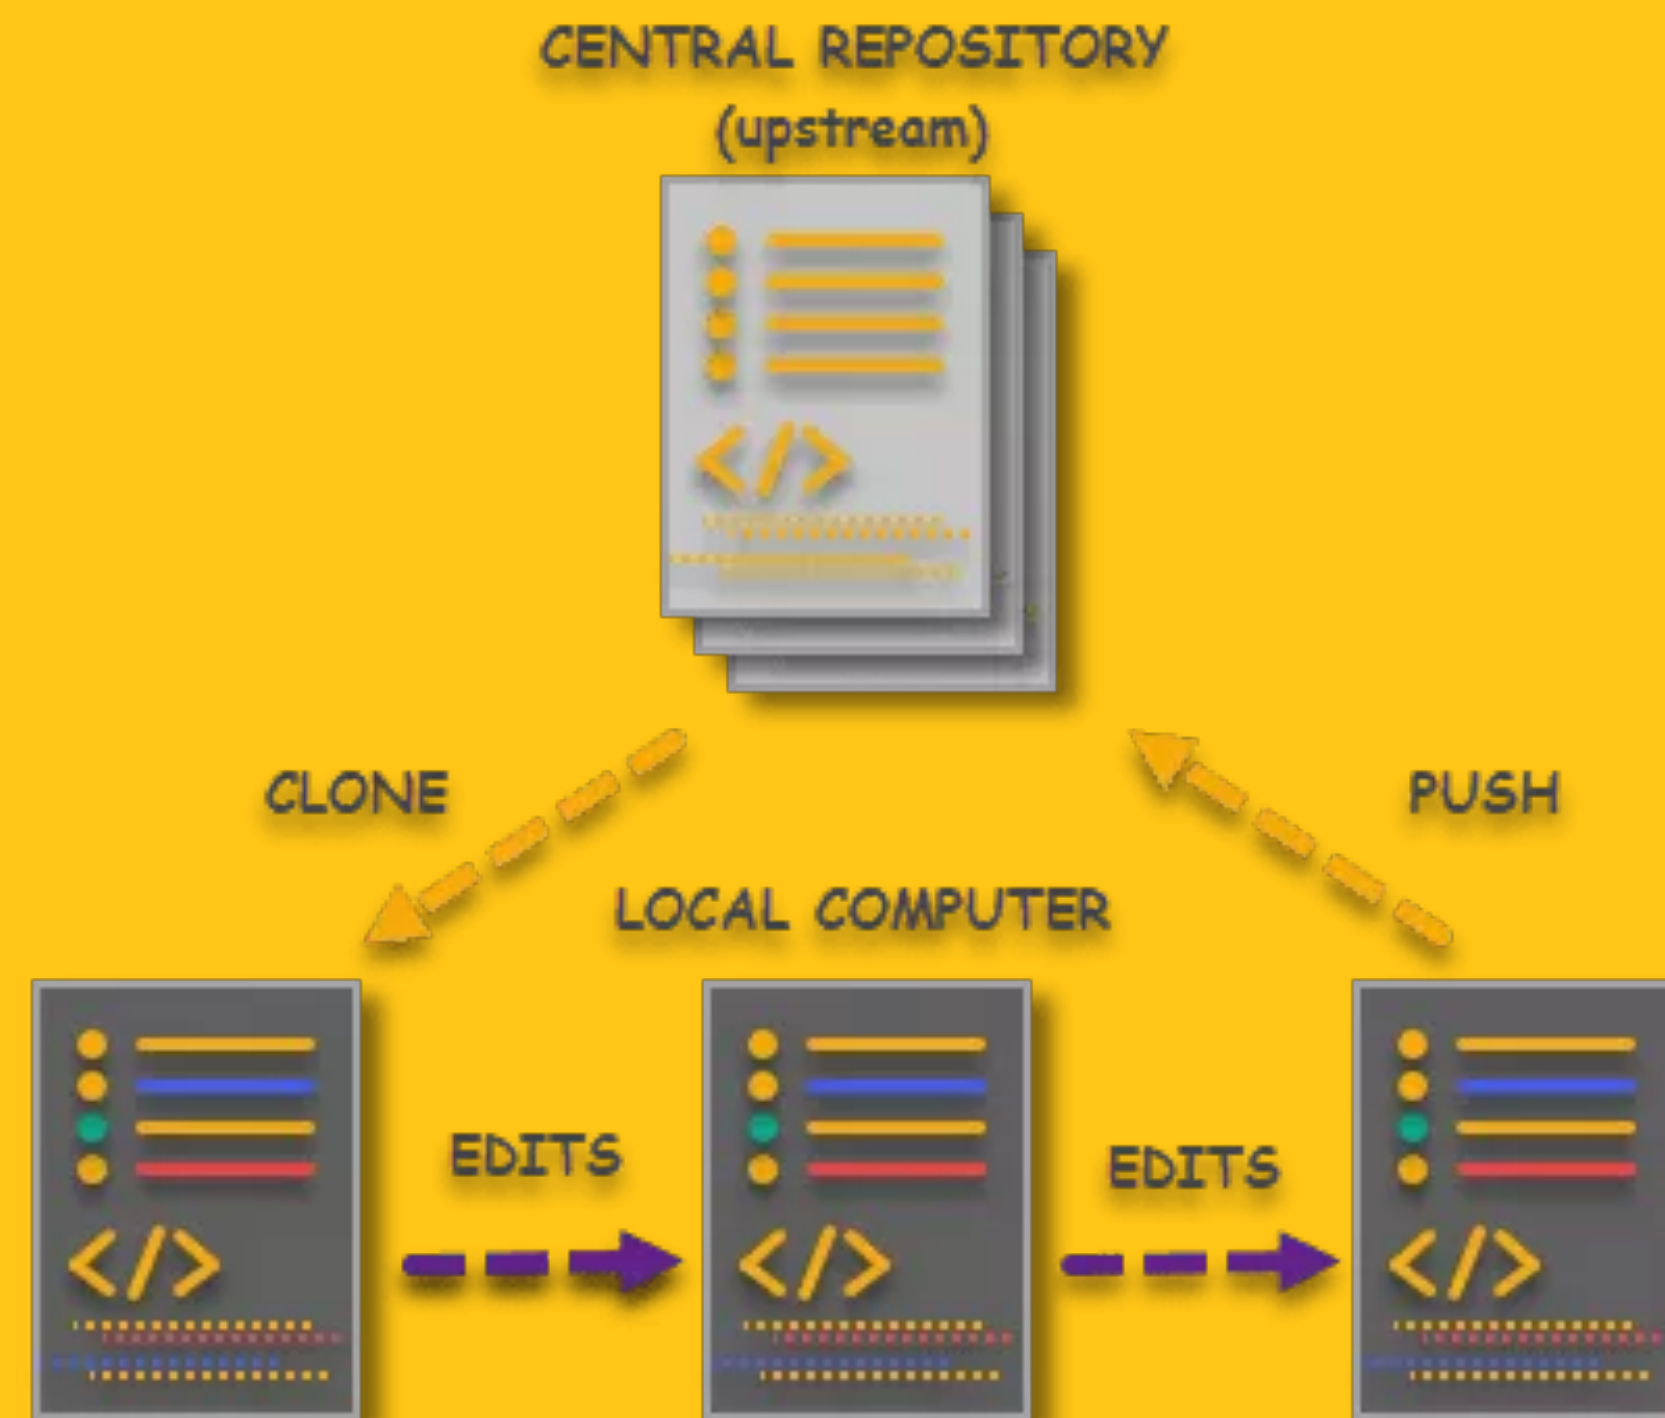 CENTRAL REPOSITORY
(upstream)
</>
CLONE
PUSH
LOCAL COMPUTER
EDITS
EDITS
</>
</>
</>